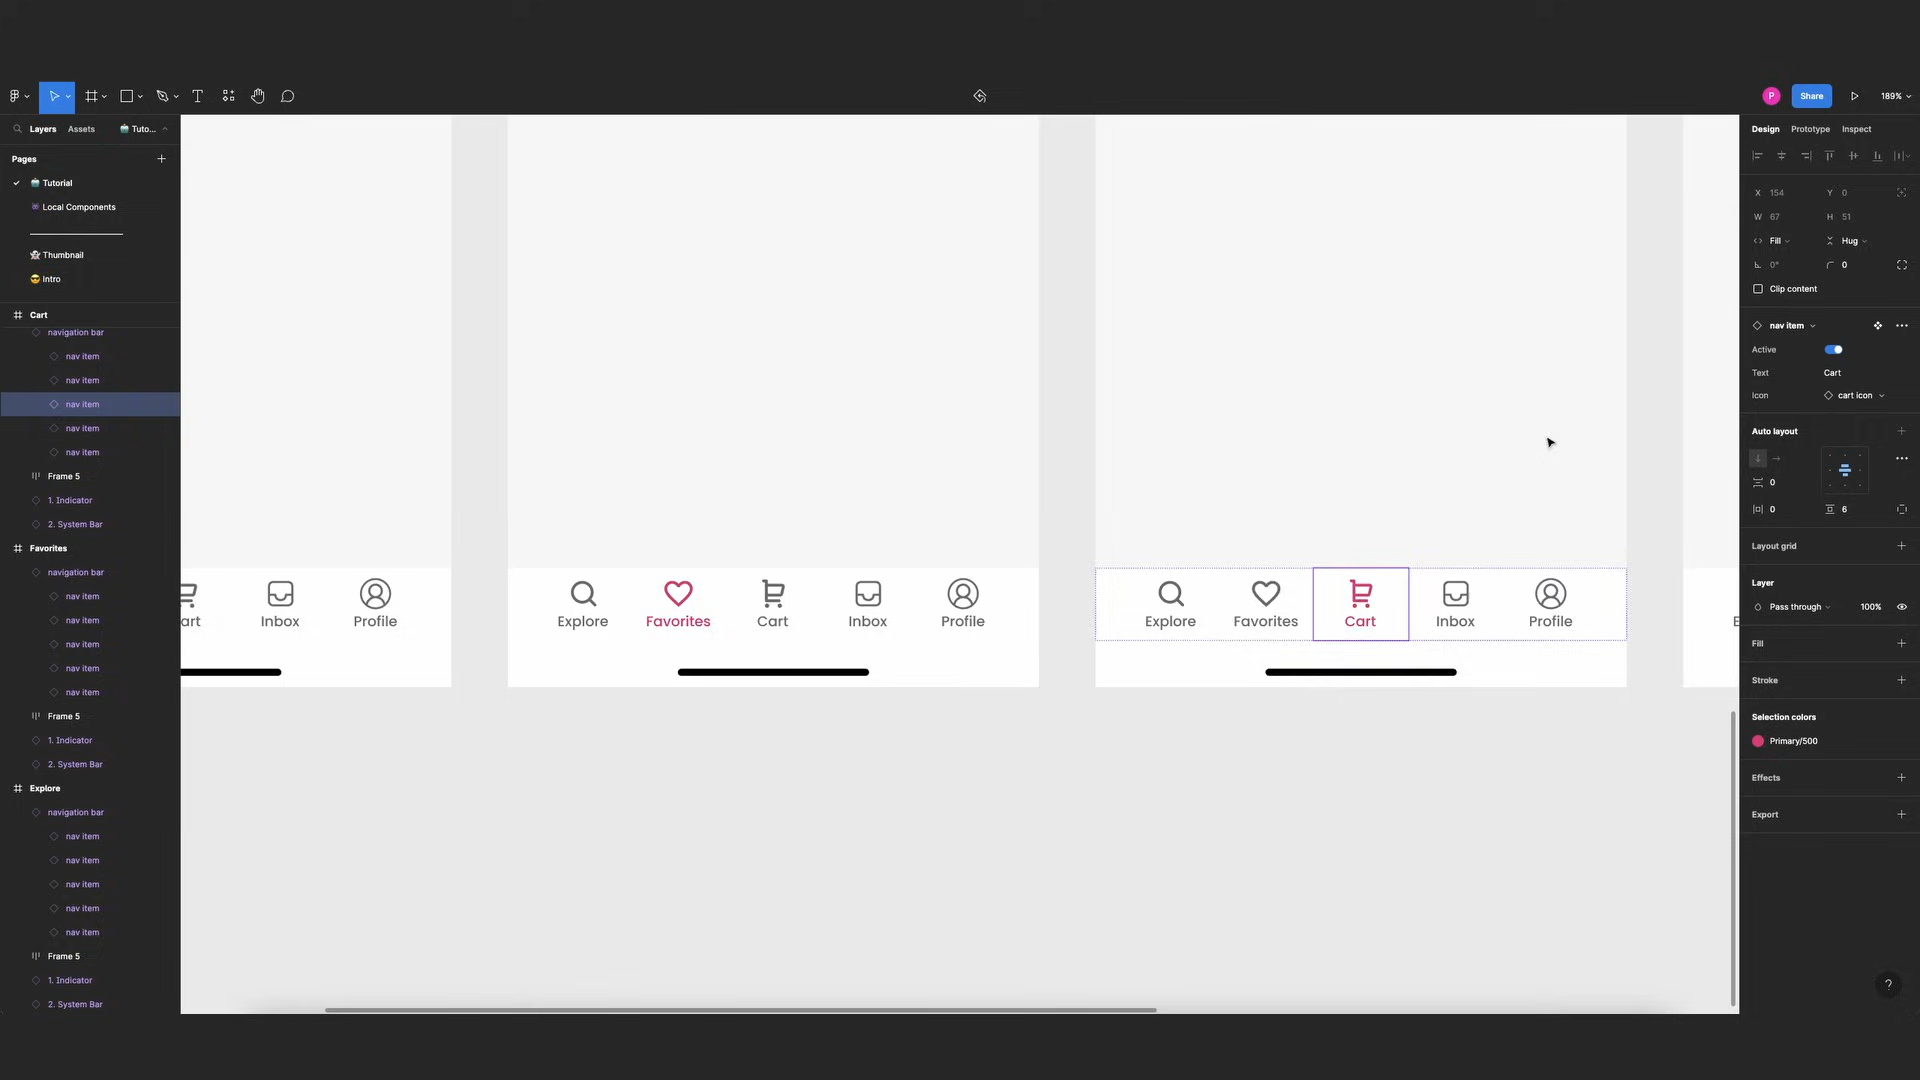 P
Share
189%
Layers
Assets
Tuto...
Pages
Tutorial
Local Components
Thumbnail
Intro
Cart
navigation bar
nav item
nav item
nav item
nav item
nav item
Frame 5
1. Indicator
2. System Bar
Favorites
navigation bar
nav item
nav item
nav item
nav item
nav item
Frame 5
1. Indicator
2. System Bar
Explore
navigation bar
nav item
nav item
nav item
nav item
nav item
Frame 5
1. Indicator
2. System Bar
art
Inbox
Profile
Explore
Favorites
Cart
Inbox
Profile
Explore
Favorites
Cart
Inbox
Profile
E
Design
Prototype
Inspect
X 154
Y 0
W 67
H 51
Fill
Hug
0°
0
Clip content
nav item
Active
Text Cart
Icon cart icon
Auto layout
0
0
6
Layout grid
Layer
Pass through 100%
Fill
Stroke
Selection colors
Primary/500
Effects
Export
?